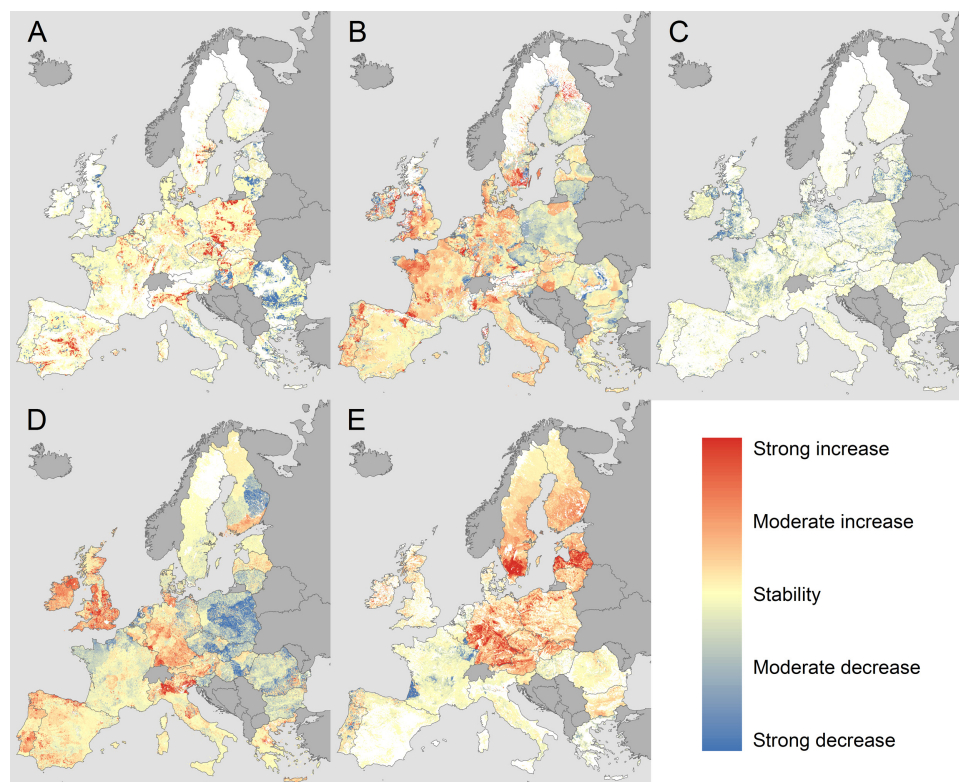 A
B
C
D
E
Strong increase
Moderate increase
Stability
Moderate decrease
Strong decrease